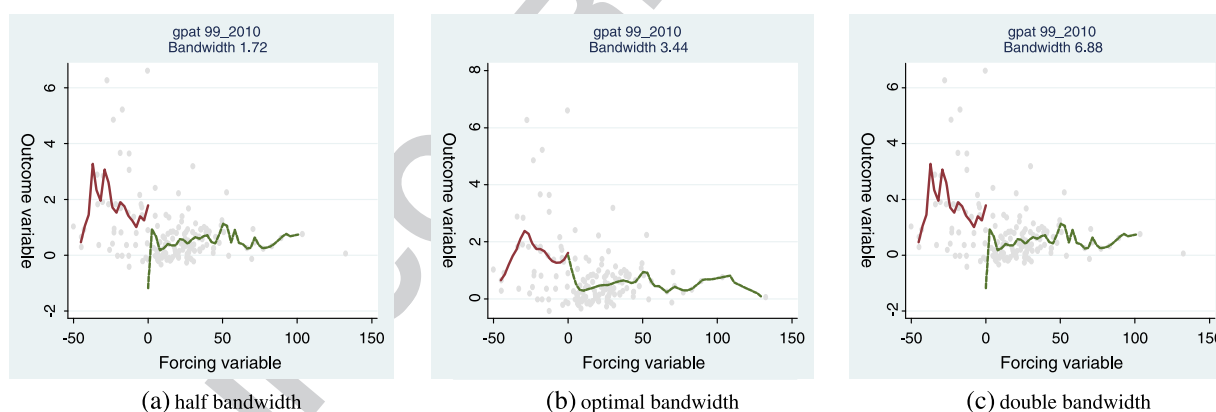 gpat 99_2010
Bandwidth 1.72
Outcome variable
6
4
2
0
-2
-50 0 50 100 150
Forcing variable
(a) half bandwidth
gpat 99_2010
Bandwidth 3.44
Outcome variable
8
6
4
2
0
-50 0 50 100 150
Forcing variable
(b) optimal bandwidth
gpat 99_2010
Bandwidth 6.88
Outcome variable
6
4
2
0
-2
-50 0 50 100 150
Forcing variable
(c) double bandwidth